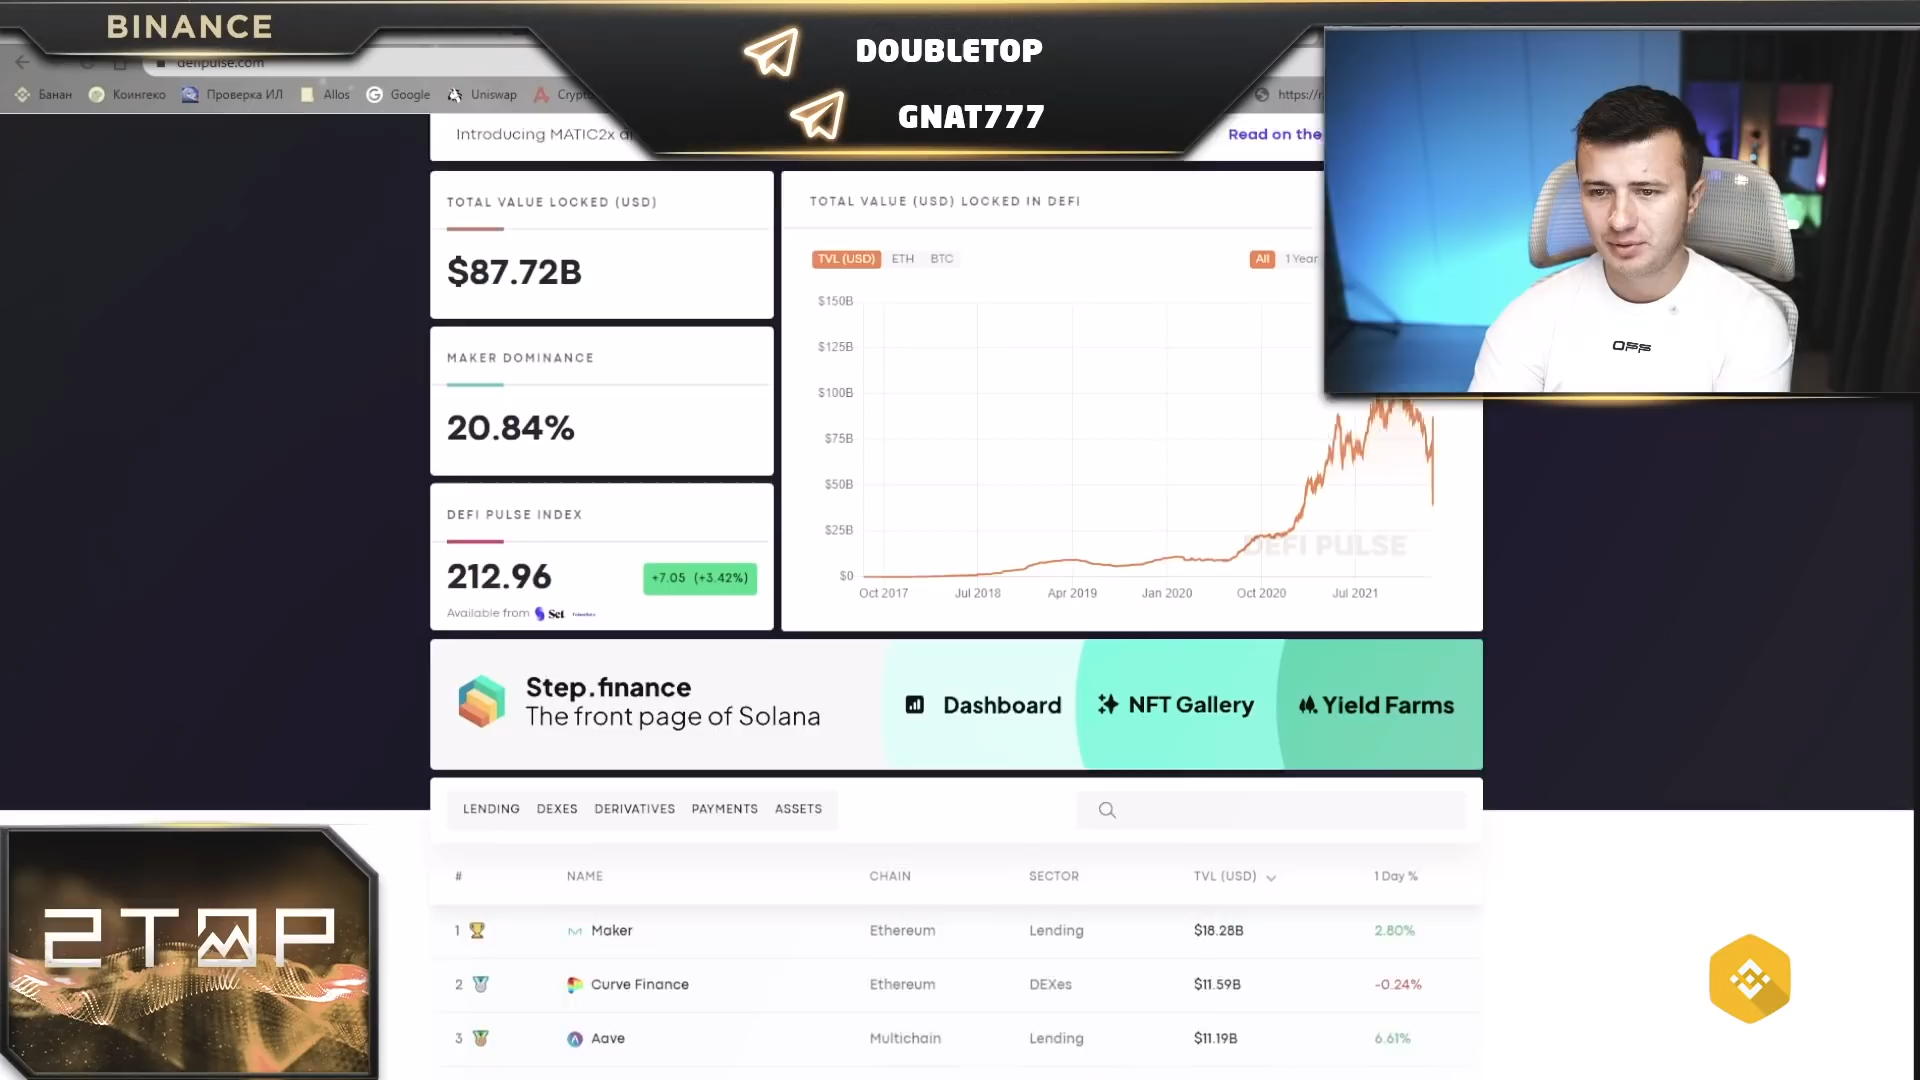 BINANCE
DOUBLETOP
GNAT777
defipulse.com
Банан
Коингеко
Проверка ИЛ
Allos
Google
Uniswap
https://r
Introducing MATIC2x a
Read on the
TOTAL VALUE LOCKED (USD)
$87.72B
MAKER DOMINANCE
20.84%
DEFI PULSE INDEX
212.96
+7.05 (+3.42%)
Available from Set
TOTAL VALUE (USD) LOCKED IN DEFI
TVL (USD) ETH BTC
All 1 Year
$150B
$125B
$100B
$75B
$50B
$25B
$0
DEFI PULSE
Oct 2017 Jul 2018 Apr 2019 Jan 2020 Oct 2020 Jul 2021
OFF
Step.finance
The front page of Solana
Dashboard
NFT Gallery
Yield Farms
LENDING DEXES DERIVATIVES PAYMENTS ASSETS
# NAME CHAIN SECTOR TVL (USD) 1 Day %
1 Maker Ethereum Lending $18.28B 2.80%
2 Curve Finance Ethereum DEXes $11.59B -0.24%
3 Aave Multichain Lending $11.19B 6.61%
2TOP